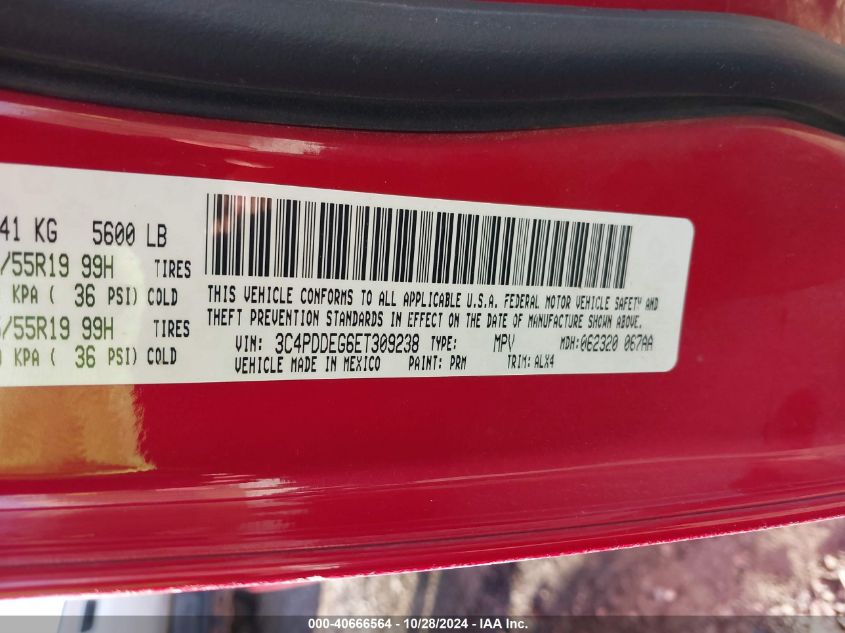 41 KG 5600 LB
/55R19 99H TIRES
KPA ( 36 PSI) COLD
/55R19 99H TIRES
KPA ( 36 PSI) COLD
THIS VEHICLE CONFORMS TO ALL APPLICABLE U.S.A. FEDERAL MOTOR VEHICLE SAFETY AND
THEFT PREVENTION STANDARDS IN EFFECT ON THE DATE OF MANUFACTURE SHOWN ABOVE.
VIN: 3C4PDDEG6ET309238 TYPE: MPV MDH:062320 067AA
VEHICLE MADE IN MEXICO PAINT: PRM TRIM: ALX4
000-40666564 | 10/28/2024 | IAA Inc.